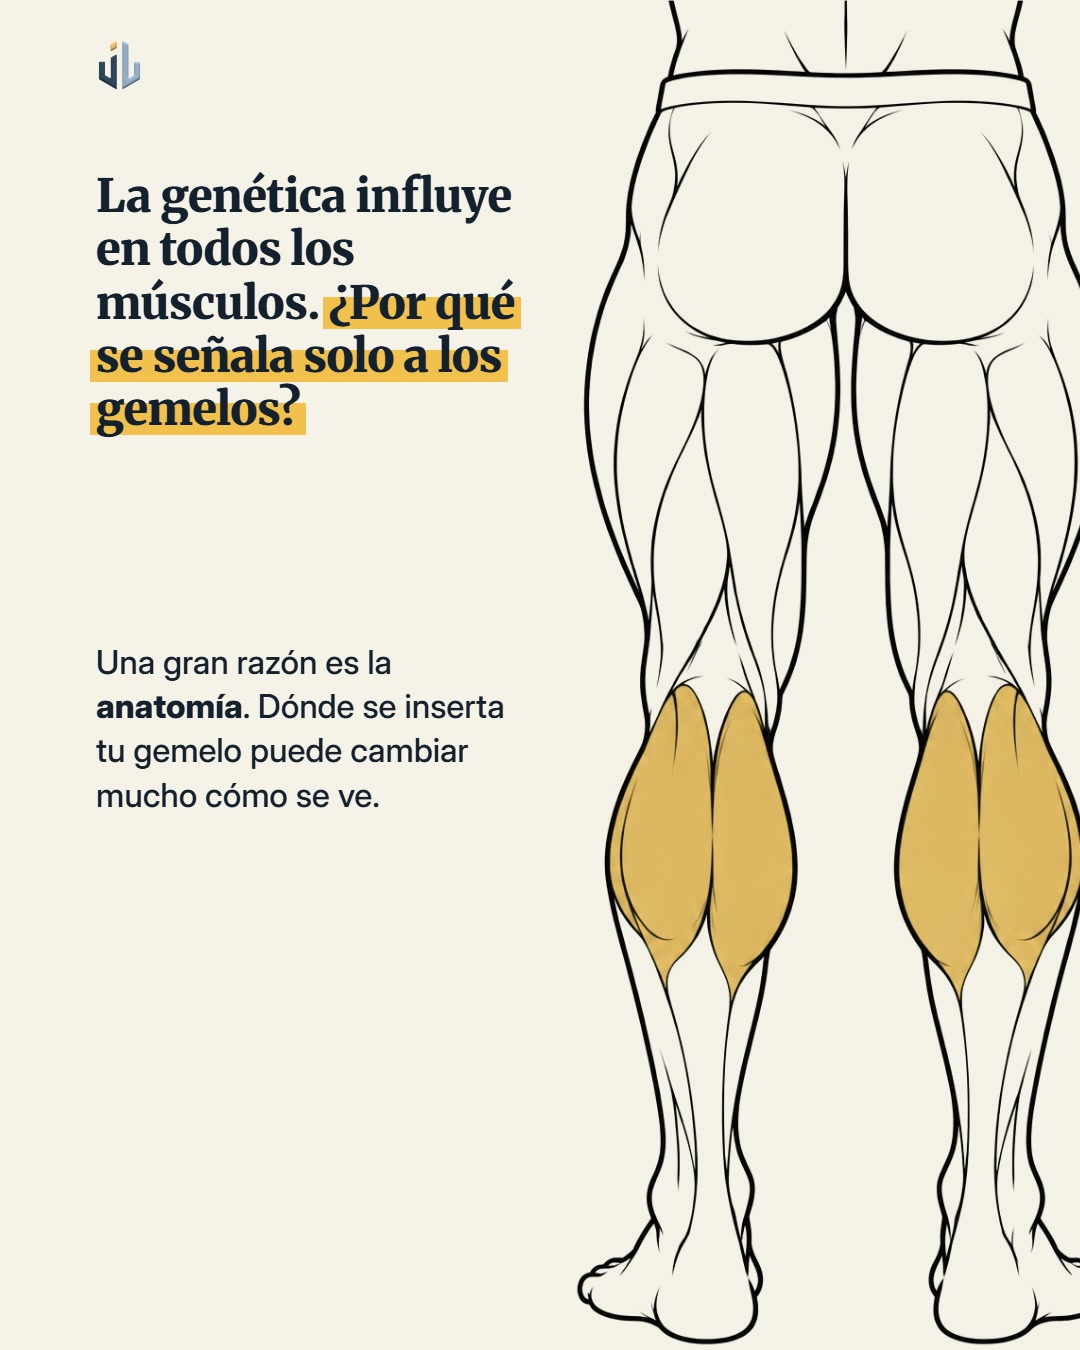 La genética influye
en todos los
músculos. ¿Por qué
se señala solo a los
gemelos?
Una gran razón es la
anatomía. Dónde se inserta
tu gemelo puede cambiar
mucho cómo se ve.